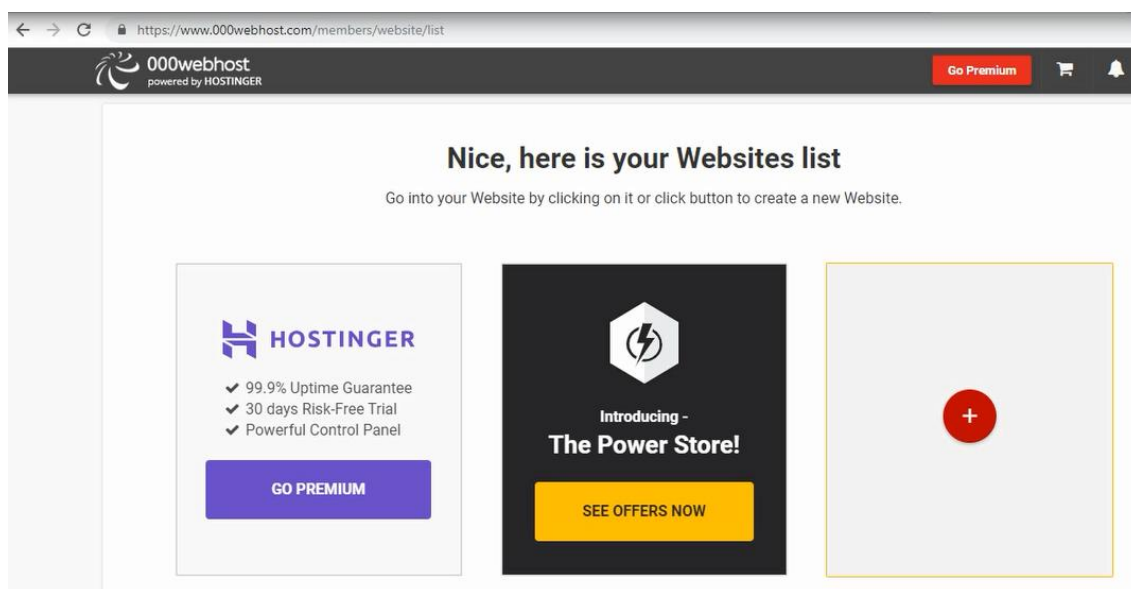 https://www.000webhost.com/members/website/list
000webhost
powered by HOSTINGER
Go Premium
Nice, here is your Websites list
Go into your Website by clicking on it or click button to create a new Website.
HOSTINGER
✔ 99.9% Uptime Guarantee
✔ 30 days Risk-Free Trial
✔ Powerful Control Panel
GO PREMIUM
Introducing -
The Power Store!
SEE OFFERS NOW
+